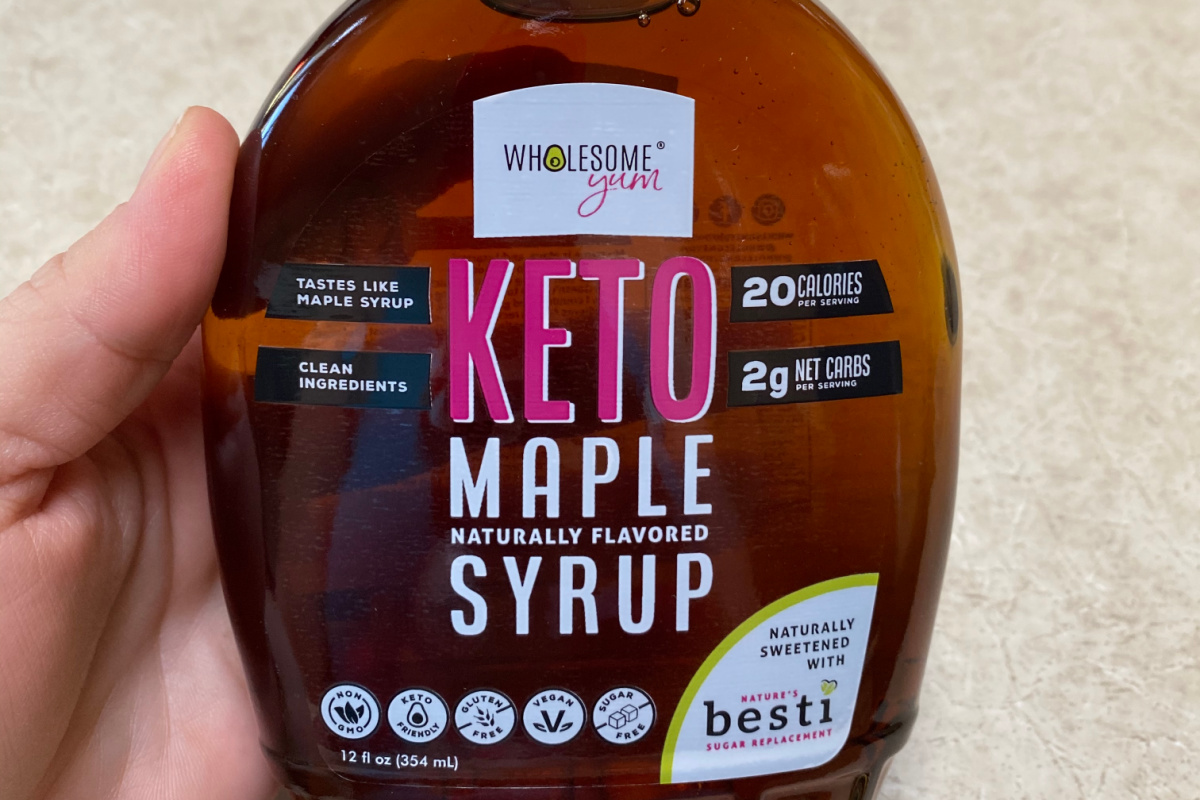 WHOLESOME®
yum
TASTES LIKE
MAPLE SYRUP
CLEAN
INGREDIENTS
KETO
20 CALORIES
PER SERVING
2g NET CARBS
PER SERVING
MAPLE
NATURALLY FLAVORED
SYRUP
NATURALLY
SWEETENED
WITH
NATURE'S
besti
SUGAR REPLACEMENT
NON
GMO
KETO
FRIENDLY
GLUTEN
FREE
VEGAN
SUGAR
FREE
12 fl oz (354 mL)